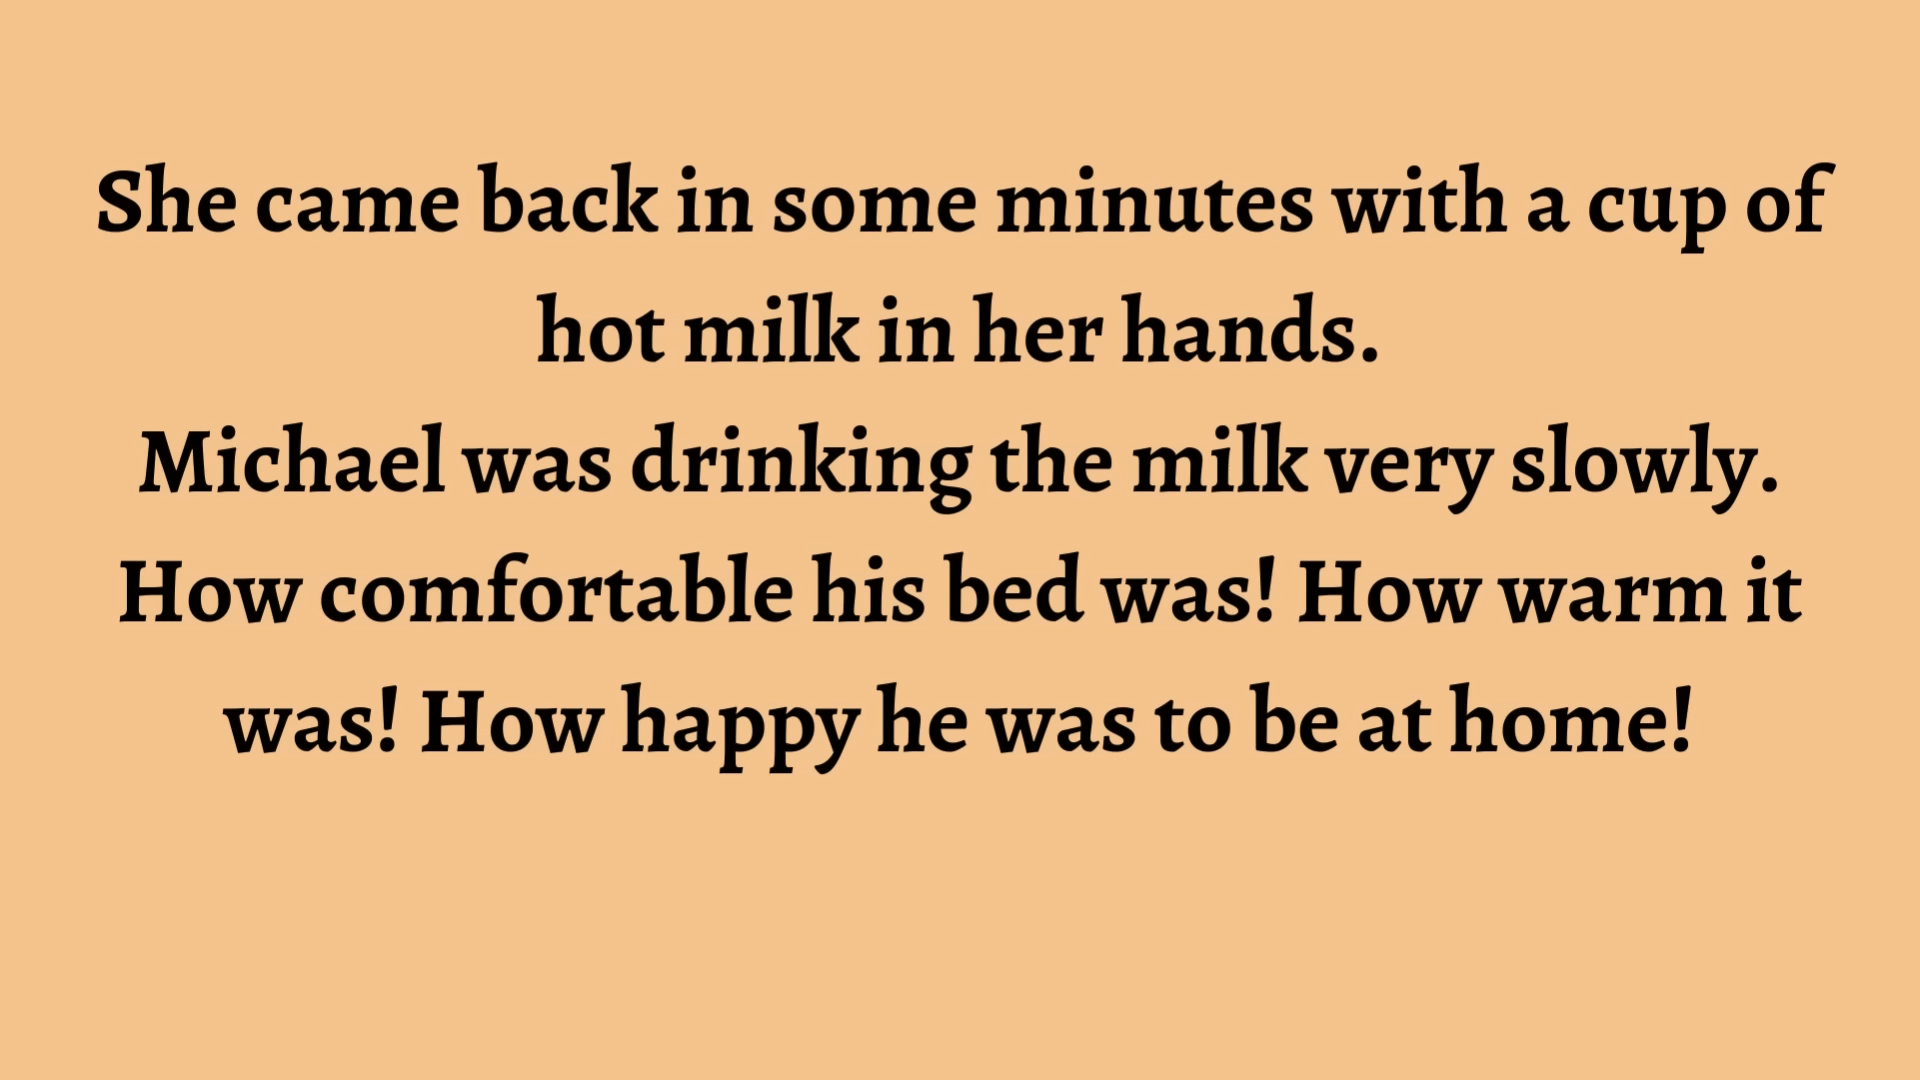 She came back in some minutes with a cup of
hot milk in her hands.
Michael was drinking the milk very slowly.
How comfortable his bed was! How warm it
was! How happy he was to be at home!